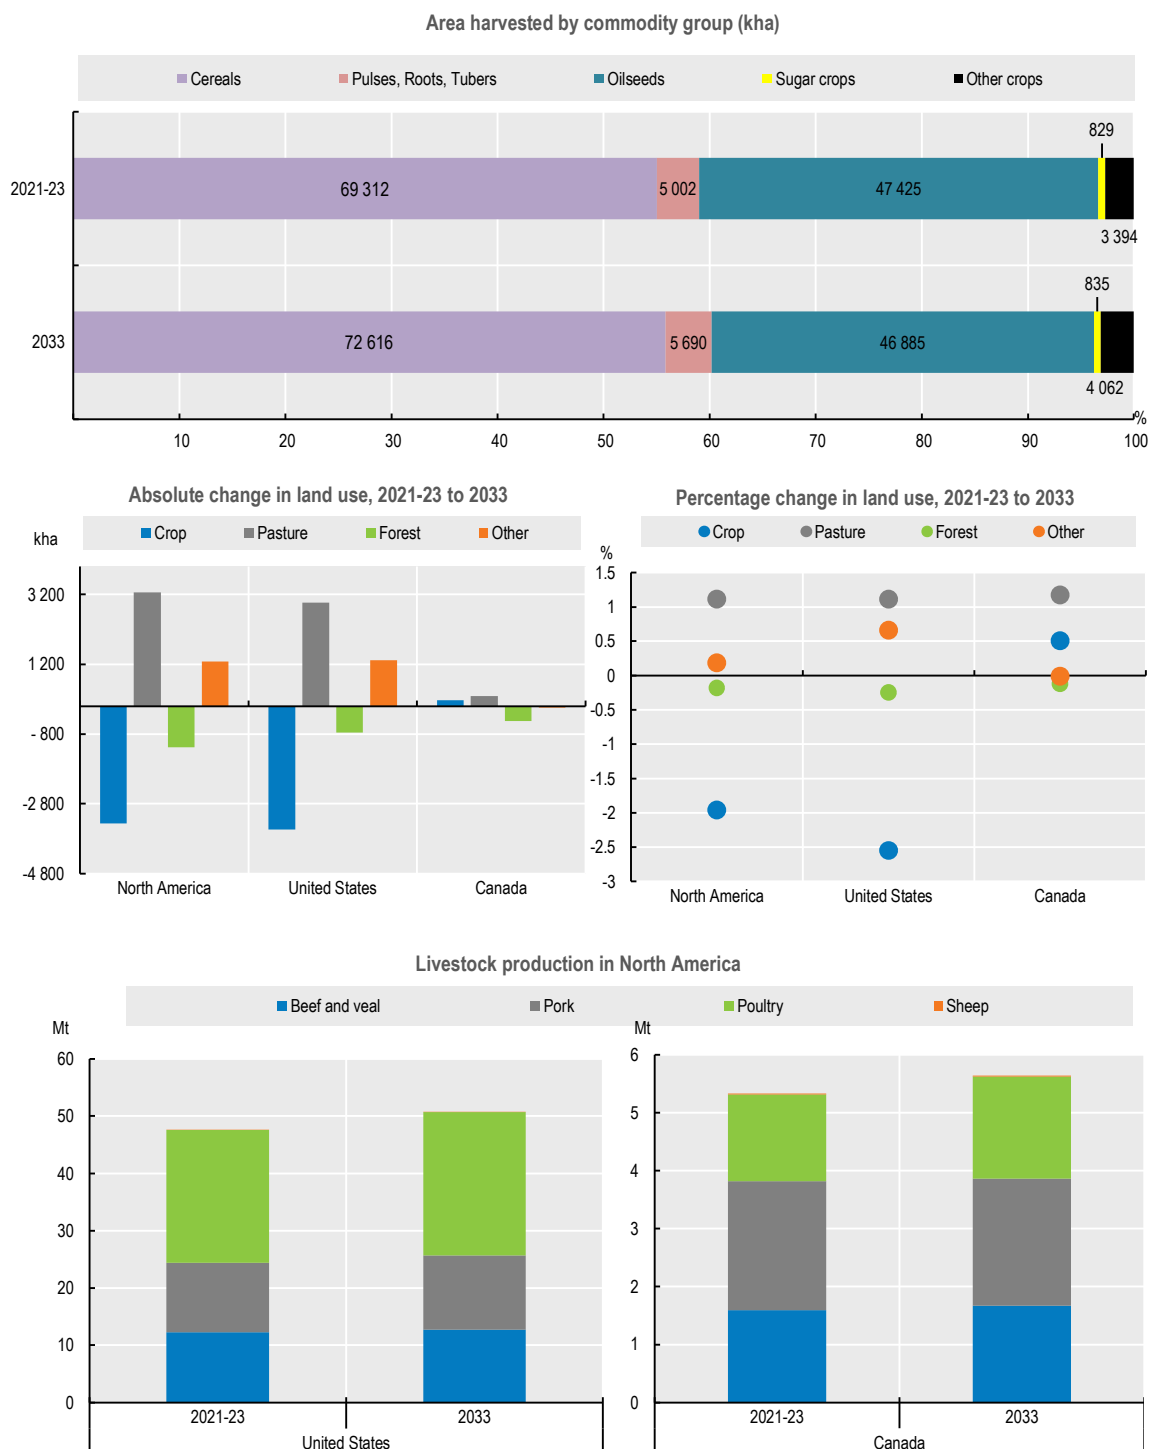 Area harvested by commodity group (kha)
Cereals Pulses, Roots, Tubers Oilseeds Sugar crops Other crops
829
2021-23 69 312 5 002 47 425
3 394
835
2033 72 616 5 690 46 885
4 062
%
10 20 30 40 50 60 70 80 90 100
Absolute change in land use, 2021-23 to 2033
kha
Crop Pasture Forest Other
3 200
1 200
- 800
-2 800
-4 800
North America United States Canada
Percentage change in land use, 2021-23 to 2033
Crop Pasture Forest Other
%
1.5
1
0.5
0
-0.5
-1
-1.5
-2
-2.5
-3
North America United States Canada
Livestock production in North America
Beef and veal Pork Poultry Sheep
Mt
60
50
40
30
20
10
0
2021-23 2033
United States
Mt
6
5
4
3
2
1
0
2021-23 2033
Canada